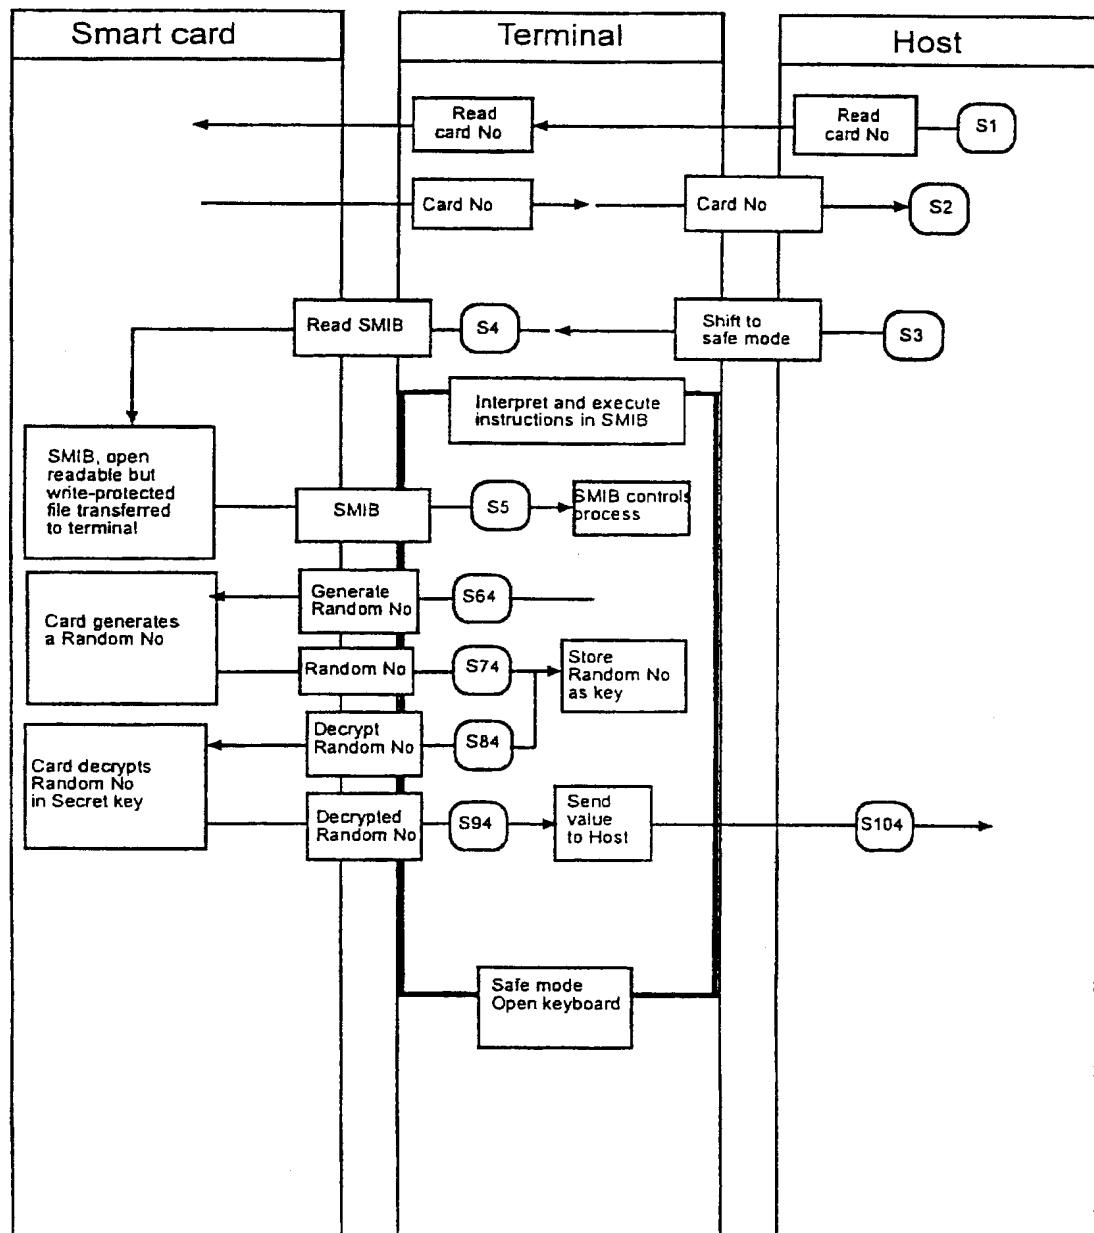 Smart card
Terminal
Host
Read
card No
Read
card No
S1
Card No
Card No
S2
Read SMIB
S4
Shift to
safe mode
S3
Interpret and execute
instructions in SMIB
SMIB, open
readable but
write-protected
file transferred
to terminal
SMIB
S5
SMIB controls
process
Generate
Random No
S64
Card generates
a Random No
Random No
S74
Store
Random No
as key
Decrypt
Random No
S84
Card decrypts
Random No
in Secret key
Decrypted
Random No
S94
Send
value
to Host
S104
Safe mode
Open keyboard